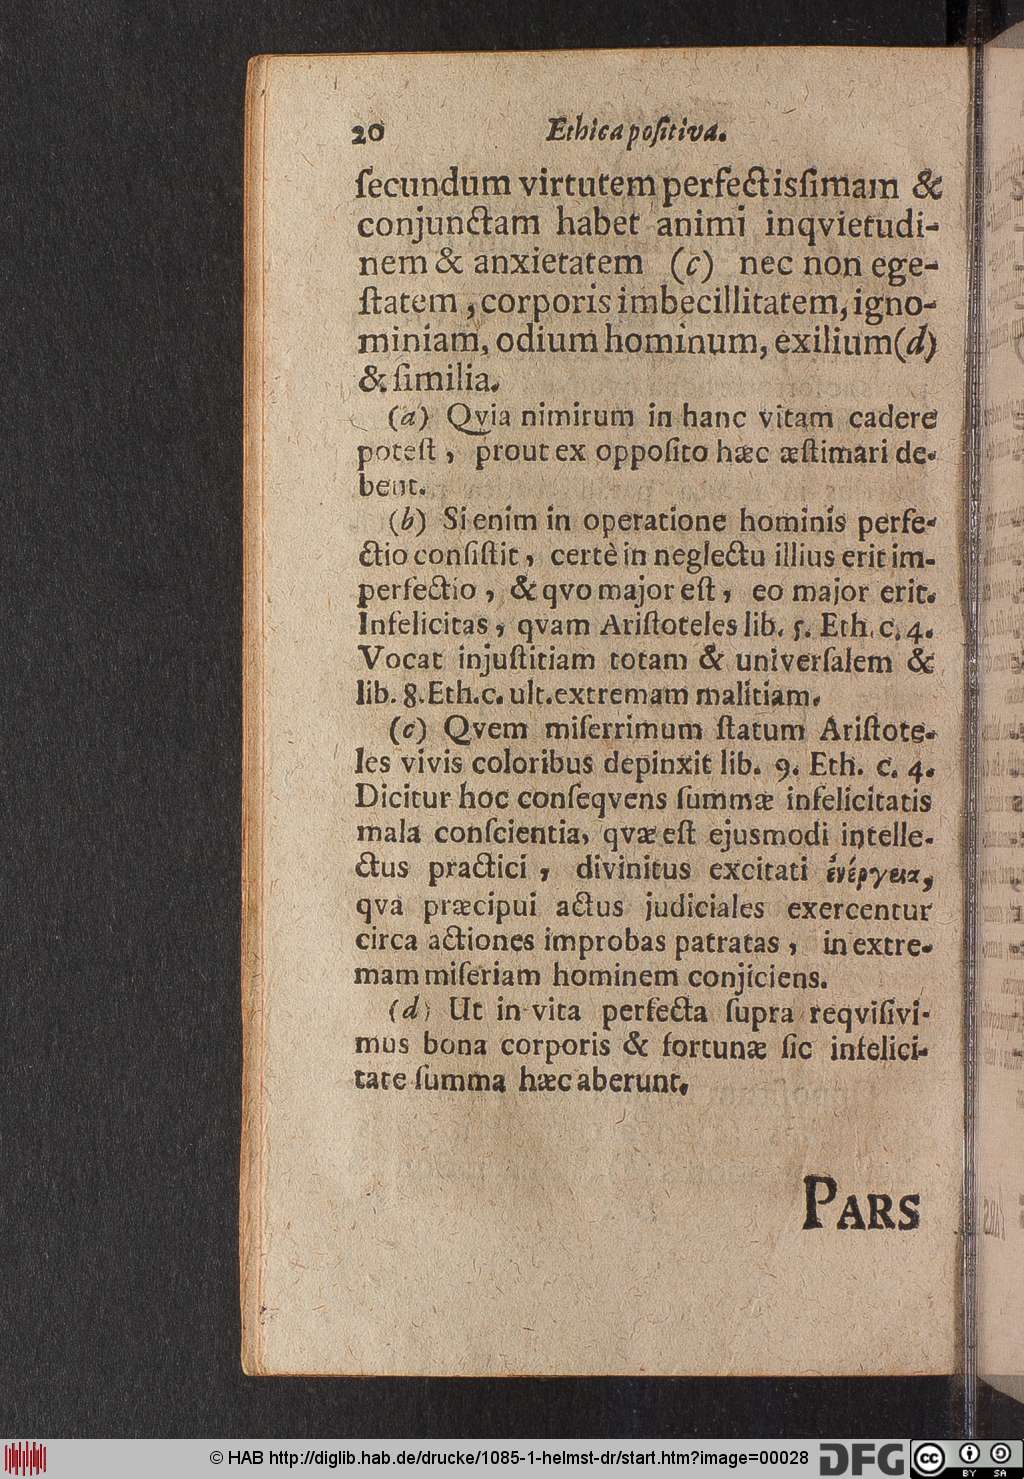 20 Ethica poſitiva.
ſecundum virtutem perfectisſimam &
conjunctam habet animi inqvietudi-
nem & anxietatem (c) nec non ege-
ſtatem, corporis imbecillitatem, igno-
miniam, odium hominum, exilium (d)
& ſimilia.
(a) Qvia nimirum in hanc vitam cadere
poteſt, prout ex oppoſito hæc æſtimari de-
bent.
(b) Si enim in operatione hominis perfe-
ctio conſiſtit, certè in neglectu illius erit im-
perfectio, & qvo major eſt, eo major erit.
Infelicitas, qvam Ariſtoteles lib. 5. Eth. c. 4.
Vocat injuſtitiam totam & univerſalem &
lib. 8. Eth. c. ult. extremam malitiam.
(c) Qvem miſerrimum ſtatum Ariſtote-
les vivis coloribus depinxit lib. 9. Eth. c. 4.
Dicitur hoc conſeqvens ſummæ infelicitatis
mala conſcientia, qvæ eſt ejusmodi intelle-
ctus practici, divinitus excitati ἐνέργεια,
qva præcipui actus judiciales exercentur
circa actiones improbas patratas, in extre-
mam miſeriam hominem conjiciens.
(d) Ut in vita perfecta ſupra reqviſivi-
mus bona corporis & fortunæ ſic infelici-
tate ſumma hæc aberunt.
PARS
© HAB http://diglib.hab.de/drucke/1085-1-helmst-dr/start.htm?image=00028 DFG cc BY SA